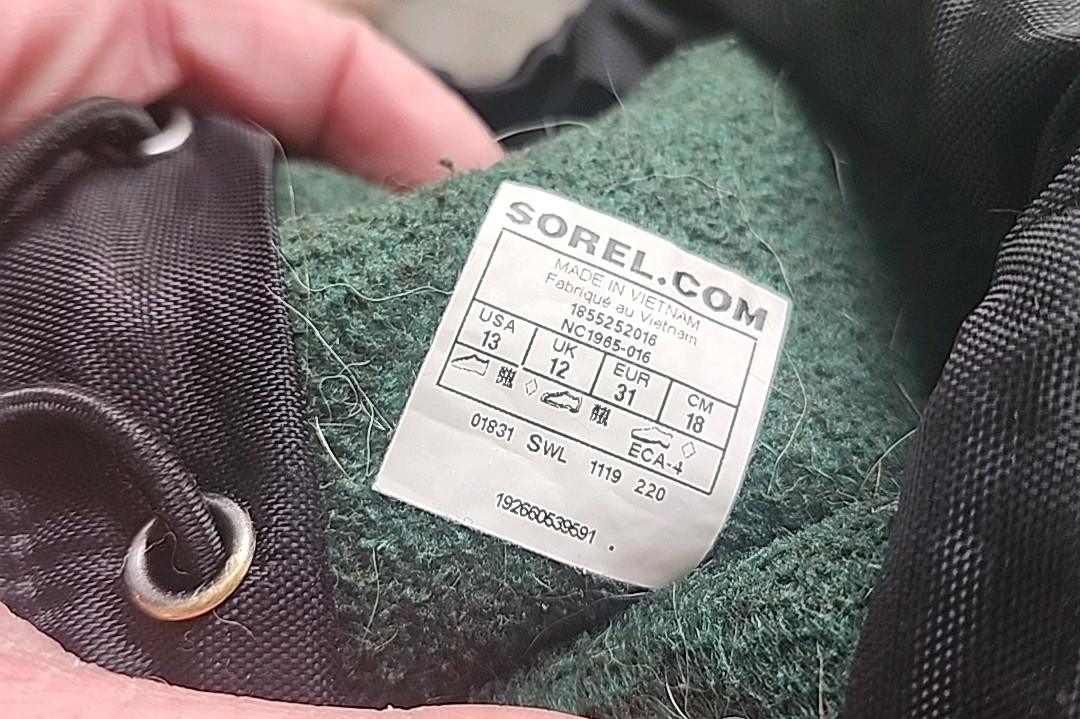 SOREL.COM
MADE IN VIETNAM
Fabriqué au Vietnam
1855252016
NC1965-016
USA UK EUR CM
13 12 31 18
ECA-4
01831 SWL 1119 220
192660539591